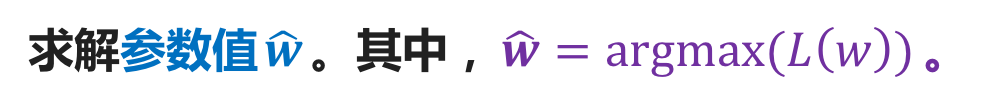 求解参数值ŵ。其中，ŵ = argmax(L(w))。